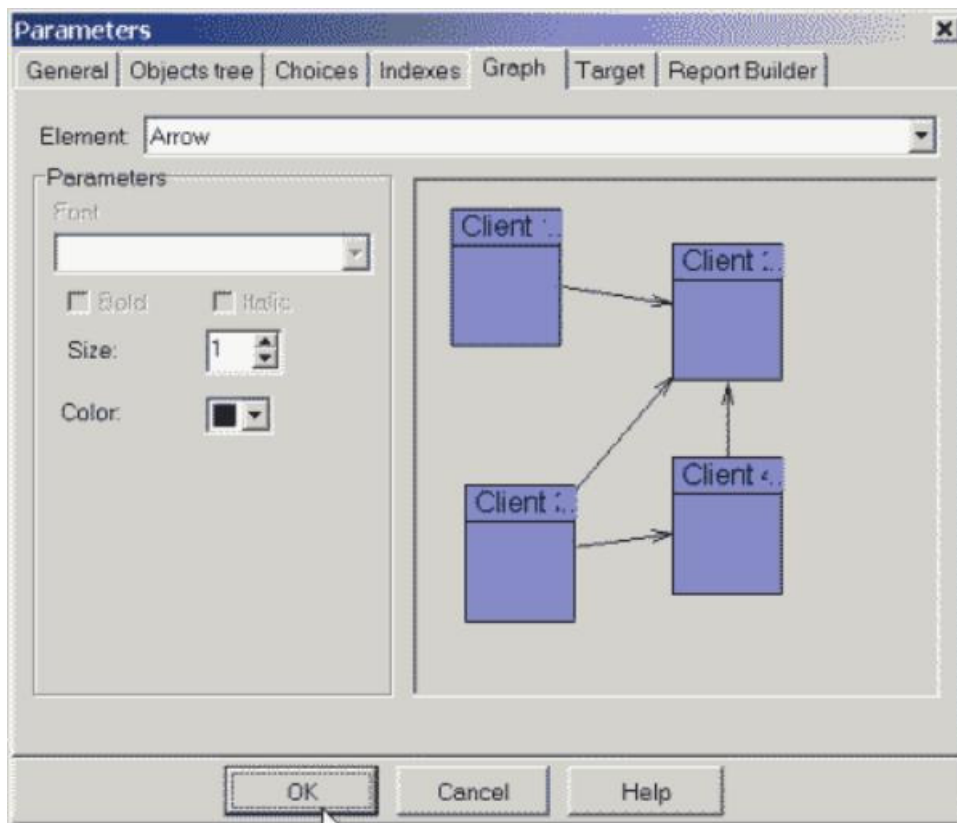 Parameters
General Objects tree Choices Indexes Graph Target Report Builder
Element: Arrow
Parameters
Font
Bold Italic
Size: 1
Color:
Client
Client
Client
Client
OK Cancel Help